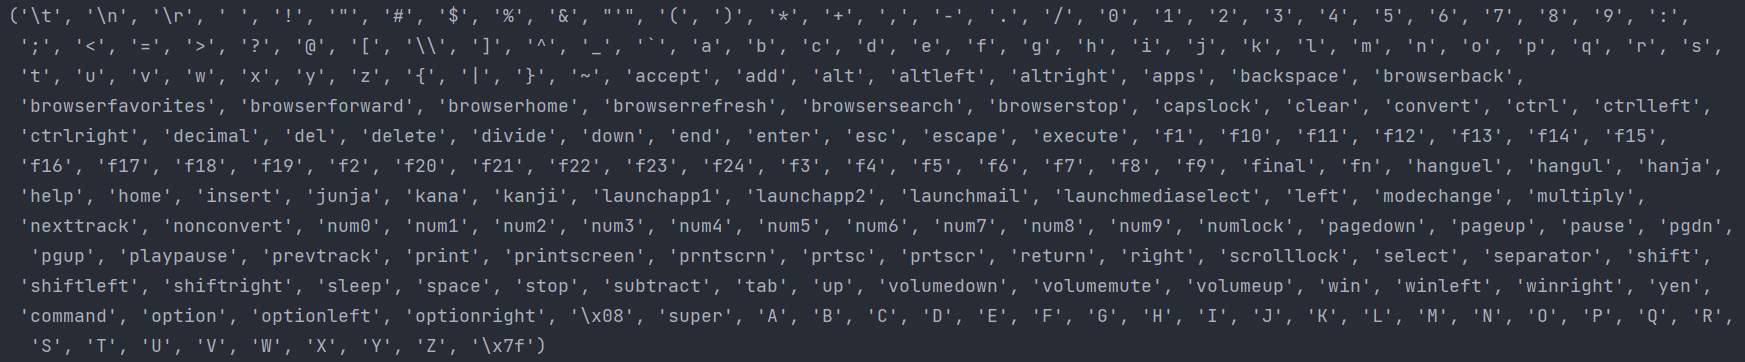 ('\t', '\n', '\r', ' ', '!', '"', '#', '$', '%', '&', "'", '(', ')', '*', '+', ',', '-', '.', '/', '0', '1', '2', '3', '4', '5', '6', '7', '8', '9', ':',
';', '<', '=', '>', '?', '@', '[', '\\', ']', '^', '_', '`', 'a', 'b', 'c', 'd', 'e', 'f', 'g', 'h', 'i', 'j', 'k', 'l', 'm', 'n', 'o', 'p', 'q', 'r', 's',
't', 'u', 'v', 'w', 'x', 'y', 'z', '{', '|', '}', '~', 'accept', 'add', 'alt', 'altleft', 'altright', 'apps', 'backspace', 'browserback',
'browserfavorites', 'browserforward', 'browserhome', 'browserrefresh', 'browsersearch', 'browserstop', 'capslock', 'clear', 'convert', 'ctrl', 'ctrlleft',
'ctrlright', 'decimal', 'del', 'delete', 'divide', 'down', 'end', 'enter', 'esc', 'escape', 'execute', 'f1', 'f10', 'f11', 'f12', 'f13', 'f14', 'f15',
'f16', 'f17', 'f18', 'f19', 'f2', 'f20', 'f21', 'f22', 'f23', 'f24', 'f3', 'f4', 'f5', 'f6', 'f7', 'f8', 'f9', 'final', 'fn', 'hanguel', 'hangul', 'hanja',
'help', 'home', 'insert', 'junja', 'kana', 'kanji', 'launchapp1', 'launchapp2', 'launchmail', 'launchmediaselect', 'left', 'modechange', 'multiply',
'nexttrack', 'nonconvert', 'num0', 'num1', 'num2', 'num3', 'num4', 'num5', 'num6', 'num7', 'num8', 'num9', 'numlock', 'pagedown', 'pageup', 'pause', 'pgdn',
'pgup', 'playpause', 'prevtrack', 'print', 'printscreen', 'prntscrn', 'prtsc', 'prtscr', 'return', 'right', 'scrolllock', 'select', 'separator', 'shift',
'shiftleft', 'shiftright', 'sleep', 'space', 'stop', 'subtract', 'tab', 'up', 'volumedown', 'volumemute', 'volumeup', 'win', 'winleft', 'winright', 'yen',
'command', 'option', 'optionleft', 'optionright', '\x08', 'super', 'A', 'B', 'C', 'D', 'E', 'F', 'G', 'H', 'I', 'J', 'K', 'L', 'M', 'N', 'O', 'P', 'Q', 'R',
'S', 'T', 'U', 'V', 'W', 'X', 'Y', 'Z', '\x7f')